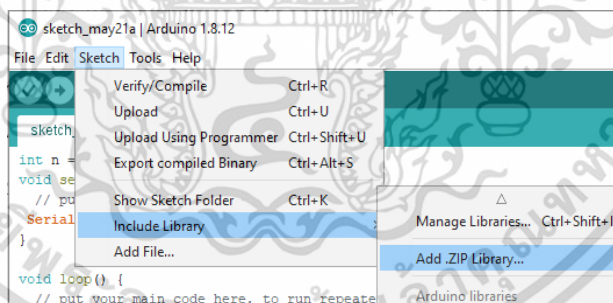 sketch_may21a | Arduino 1.8.12
File Edit Sketch Tools Help
Verify/Compile Ctrl+R
Upload Ctrl+U
Upload Using Programmer Ctrl+Shift+U
Export compiled Binary Ctrl+Alt+S
Show Sketch Folder Ctrl+K
Include Library
Add File...
Manage Libraries... Ctrl+Shift+I
Add .ZIP Library...
Arduino libraries
sketch_
int n =
void se
// pu
Serial
}
void loop() {
// put your main code here, to run repeate